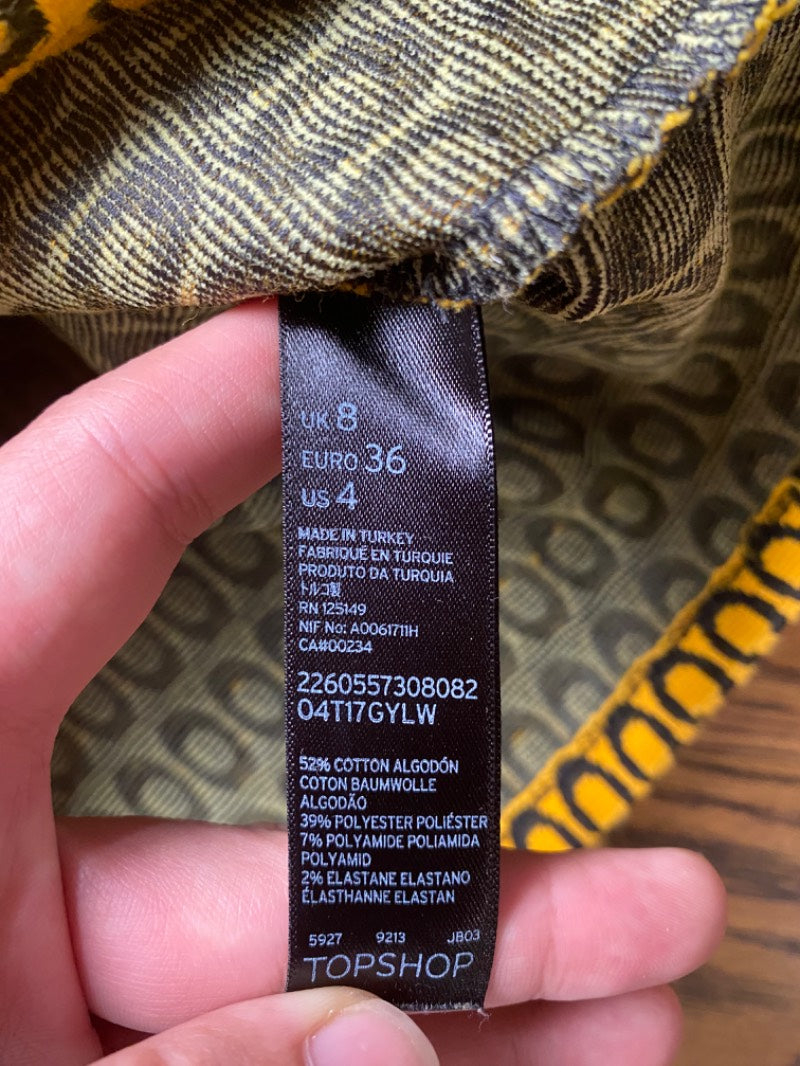 UK 8
EURO 36
US 4
MADE IN TURKEY
FABRIQUÉ EN TURQUIE
PRODUTO DA TURQUIA
トルコ製
RN 125149
NIF No: A0061711H
CA#00234
2260557308082
04T17GYLW
52% COTTON ALGODÓN
COTON BAUMWOLLE
ALGODÃO
39% POLYESTER POLIÉSTER
7% POLYAMIDE POLIAMIDA
POLYAMID
2% ELASTANE ELASTANO
ÉLASTHANNE ELASTAN
5927 9213 JB03
TOPSHOP